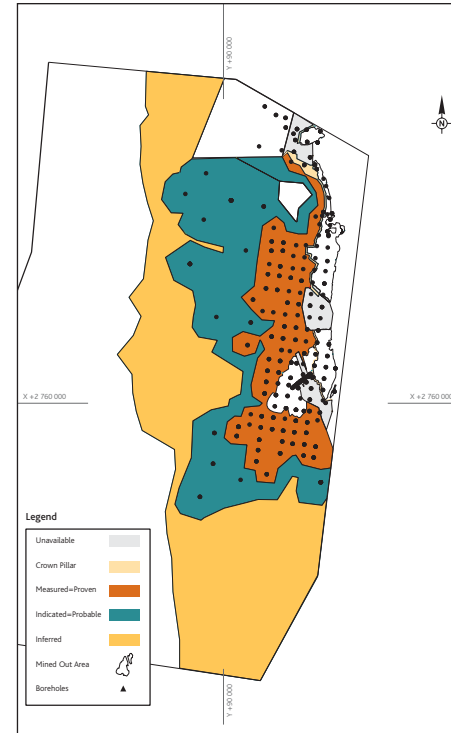 Y +90 000
N
X +2 760 000
X +2 760 000
Legend
Unavailable
Crown Pillar
Measured=Proven
Indicated=Probable
Inferred
Mined Out Area
Boreholes
Y +90 000